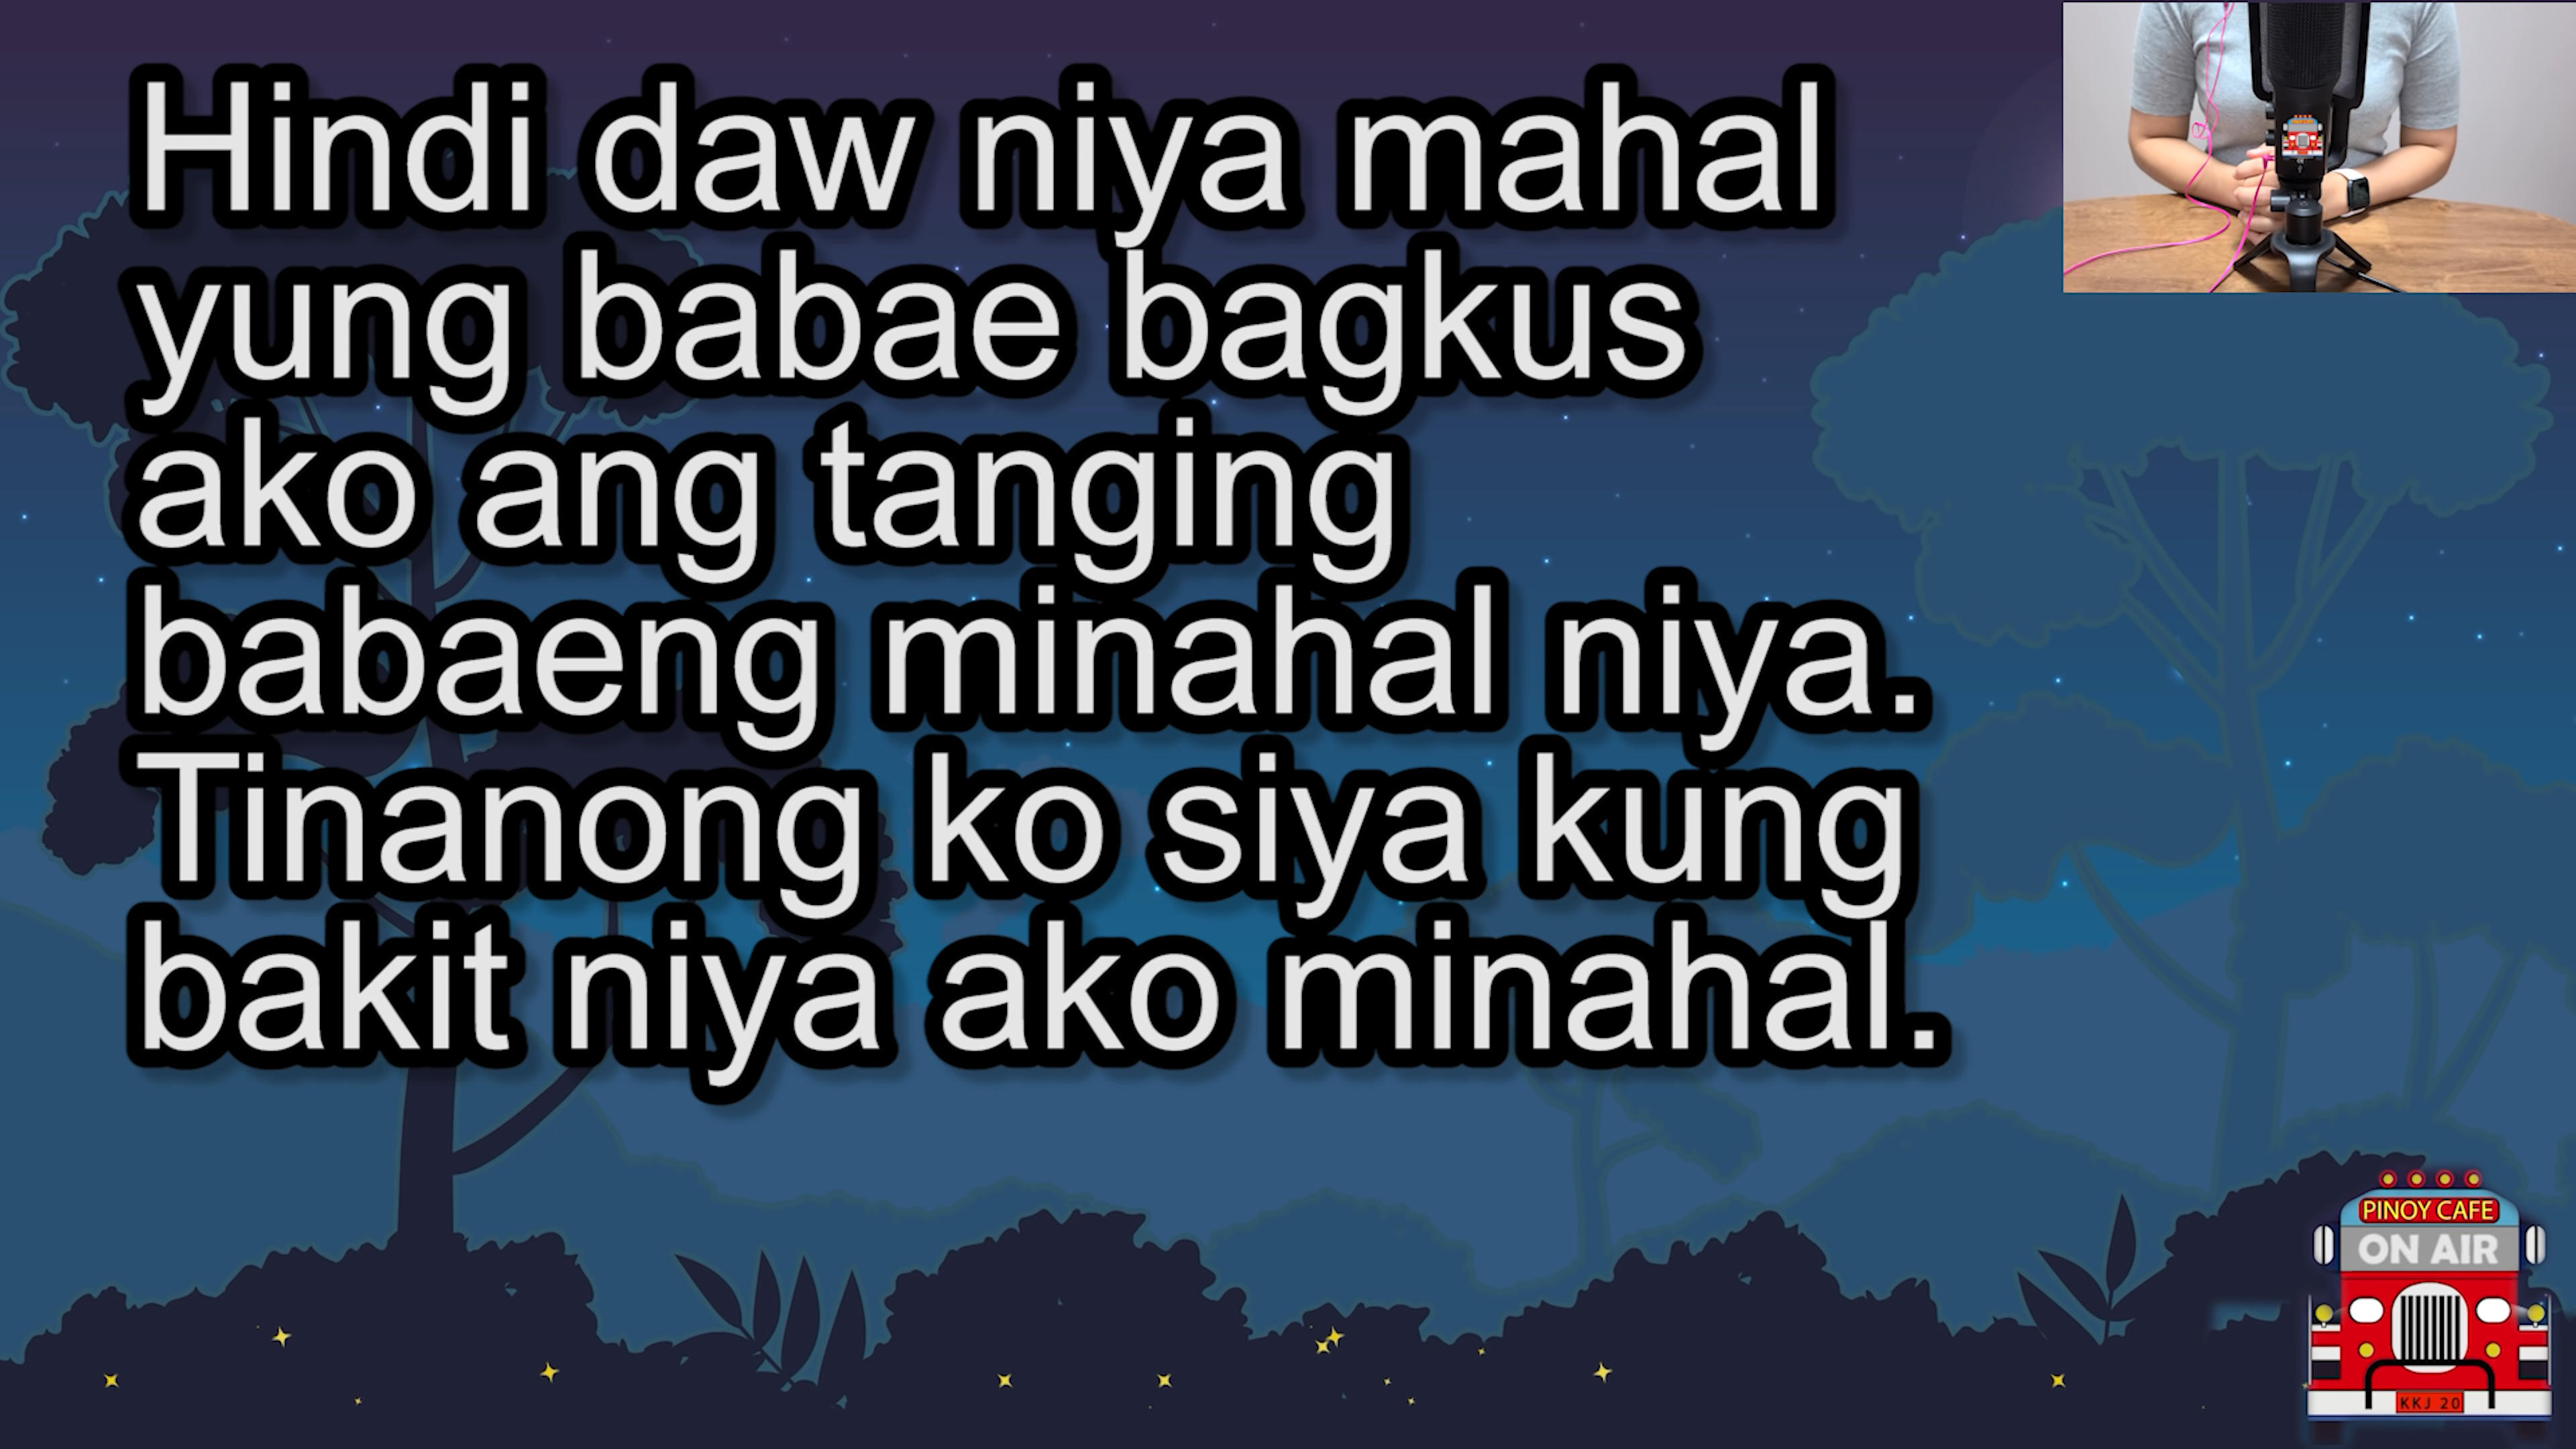 Hindi daw niya mahal
yung babae bagkus
ako ang tanging
babaeng minahal niya.
Tinanong ko siya kung
bakit niya ako minahal.
PINOY CAFE
ON AIR
KKJ 20